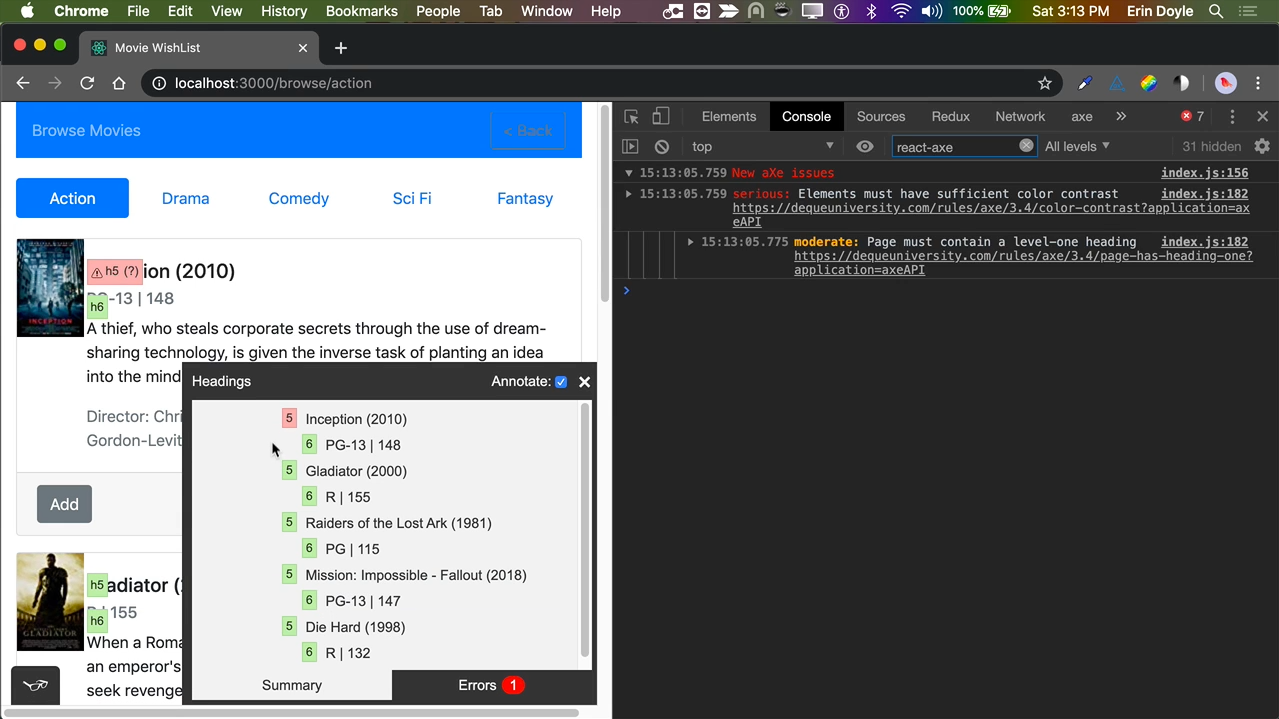 Chrome File Edit View History Bookmarks People Tab Window Help 100% Sat 3:13 PM Erin Doyle
Movie WishList
localhost:3000/browse/action
Browse Movies
< Back
Action Drama Comedy Sci Fi Fantasy
h5 (?) ion (2010)
h6 -13 | 148
A thief, who steals corporate secrets through the use of dream-
sharing technology, is given the inverse task of planting an idea
into the mind
Director: Chri
Gordon-Levit
Add
h5 adiator (
h6 155
When a Roma
an emperor's
seek revenge
Headings Annotate:
5 Inception (2010)
6 PG-13 | 148
5 Gladiator (2000)
6 R | 155
5 Raiders of the Lost Ark (1981)
6 PG | 115
5 Mission: Impossible - Fallout (2018)
6 PG-13 | 147
5 Die Hard (1998)
6 R | 132
Summary Errors 1
Elements Console Sources Redux Network axe » 7
top react-axe All levels 31 hidden
15:13:05.759 New aXe issues index.js:156
15:13:05.759 serious: Elements must have sufficient color contrast index.js:182
https://dequeuniversity.com/rules/axe/3.4/color-contrast?application=ax
eAPI
15:13:05.775 moderate: Page must contain a level-one heading index.js:182
https://dequeuniversity.com/rules/axe/3.4/page-has-heading-one?
application=axeAPI